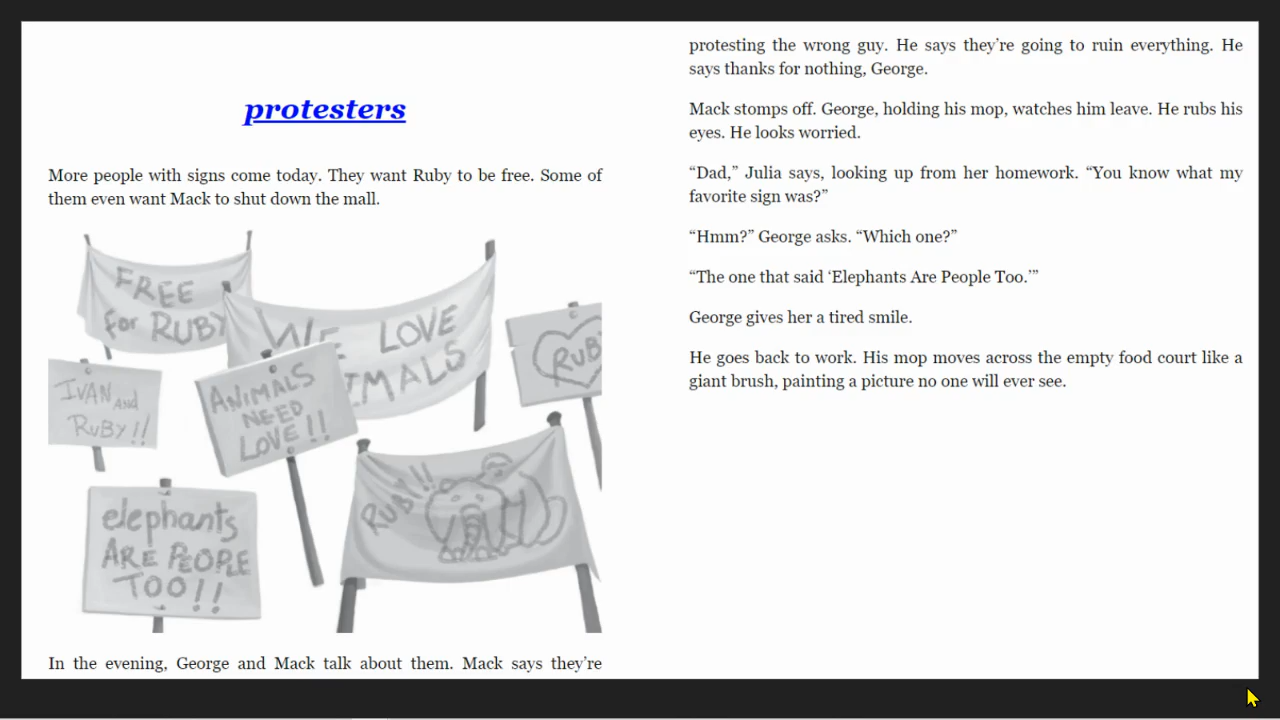 protesters
More people with signs come today. They want Ruby to be free. Some of
them even want Mack to shut down the mall.
FREE
for RUBY
WE LOVE
IMALS
RUB
IVAN And
RUBY!!
ANIMALS
NEED
LOVE!!
RUBY!!
elephants
ARE PEOPLE
TOO!!
In the evening, George and Mack talk about them. Mack says they’re
protesting the wrong guy. He says they’re going to ruin everything. He
says thanks for nothing, George.
Mack stomps off. George, holding his mop, watches him leave. He rubs his
eyes. He looks worried.
“Dad,” Julia says, looking up from her homework. “You know what my
favorite sign was?”
“Hmm?” George asks. “Which one?”
“The one that said ‘Elephants Are People Too.’”
George gives her a tired smile.
He goes back to work. His mop moves across the empty food court like a
giant brush, painting a picture no one will ever see.